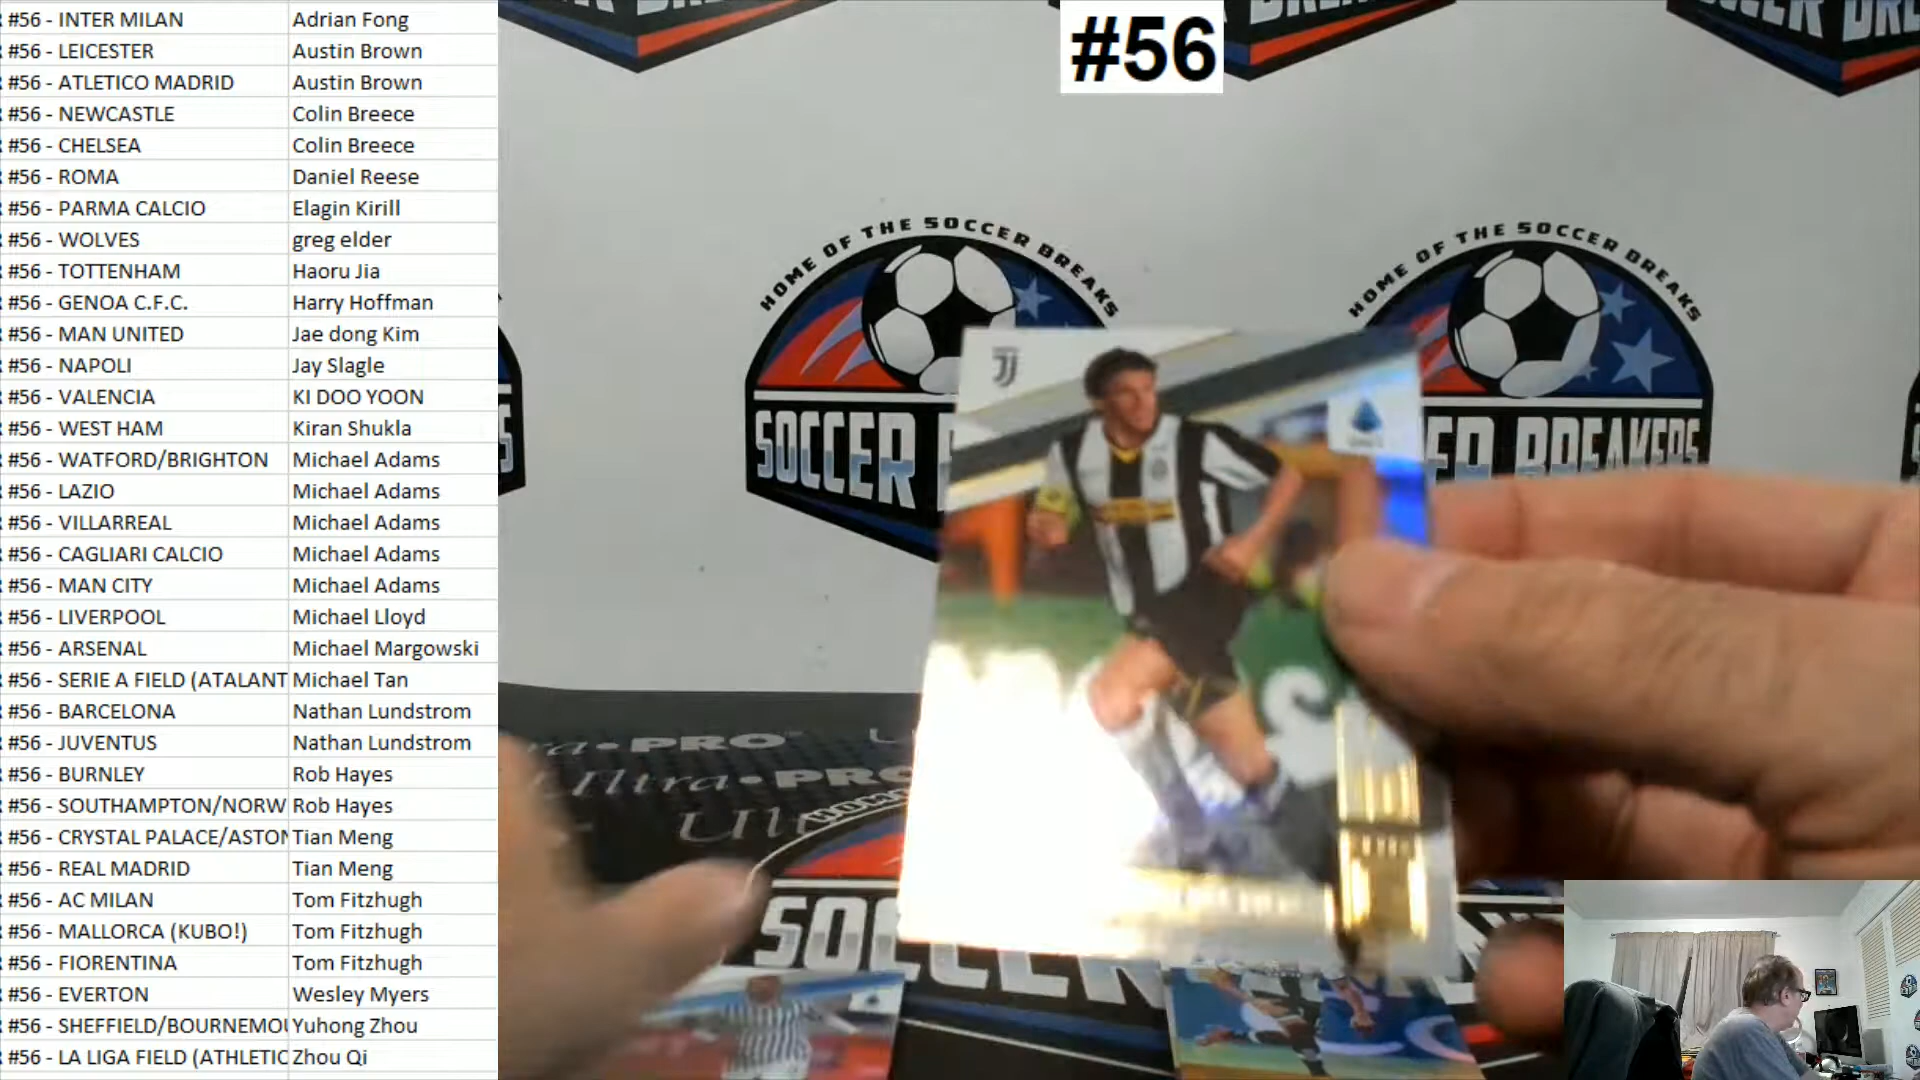 #56 - INTER MILAN Adrian Fong
#56 - LEICESTER Austin Brown
#56 - ATLETICO MADRID Austin Brown
#56 - NEWCASTLE Colin Breece
#56 - CHELSEA Colin Breece
#56 - ROMA Daniel Reese
#56 - PARMA CALCIO Elagin Kirill
#56 - WOLVES greg elder
#56 - TOTTENHAM Haoru Jia
#56 - GENOA C.F.C. Harry Hoffman
#56 - MAN UNITED Jae dong Kim
#56 - NAPOLI Jay Slagle
#56 - VALENCIA KI DOO YOON
#56 - WEST HAM Kiran Shukla
#56 - WATFORD/BRIGHTON Michael Adams
#56 - LAZIO Michael Adams
#56 - VILLARREAL Michael Adams
#56 - CAGLIARI CALCIO Michael Adams
#56 - MAN CITY Michael Adams
#56 - LIVERPOOL Michael Lloyd
#56 - ARSENAL Michael Margowski
#56 - SERIE A FIELD (ATALANT Michael Tan
#56 - BARCELONA Nathan Lundstrom
#56 - JUVENTUS Nathan Lundstrom
#56 - BURNLEY Rob Hayes
#56 - SOUTHAMPTON/NORW Rob Hayes
#56 - CRYSTAL PALACE/ASTON Tian Meng
#56 - REAL MADRID Tian Meng
#56 - AC MILAN Tom Fitzhugh
#56 - MALLORCA (KUBO!) Tom Fitzhugh
#56 - FIORENTINA Tom Fitzhugh
#56 - EVERTON Wesley Myers
#56 - SHEFFIELD/BOURNEMOU Yuhong Zhou
#56 - LA LIGA FIELD (ATHLETIC Zhou Qi
#56
HOME OF THE SOCCER BREAKS
SOCCER B
HOME OF THE SOCCER BREAKS
ER BREAKERS
Ultra•PRO
Ul
SOCCER